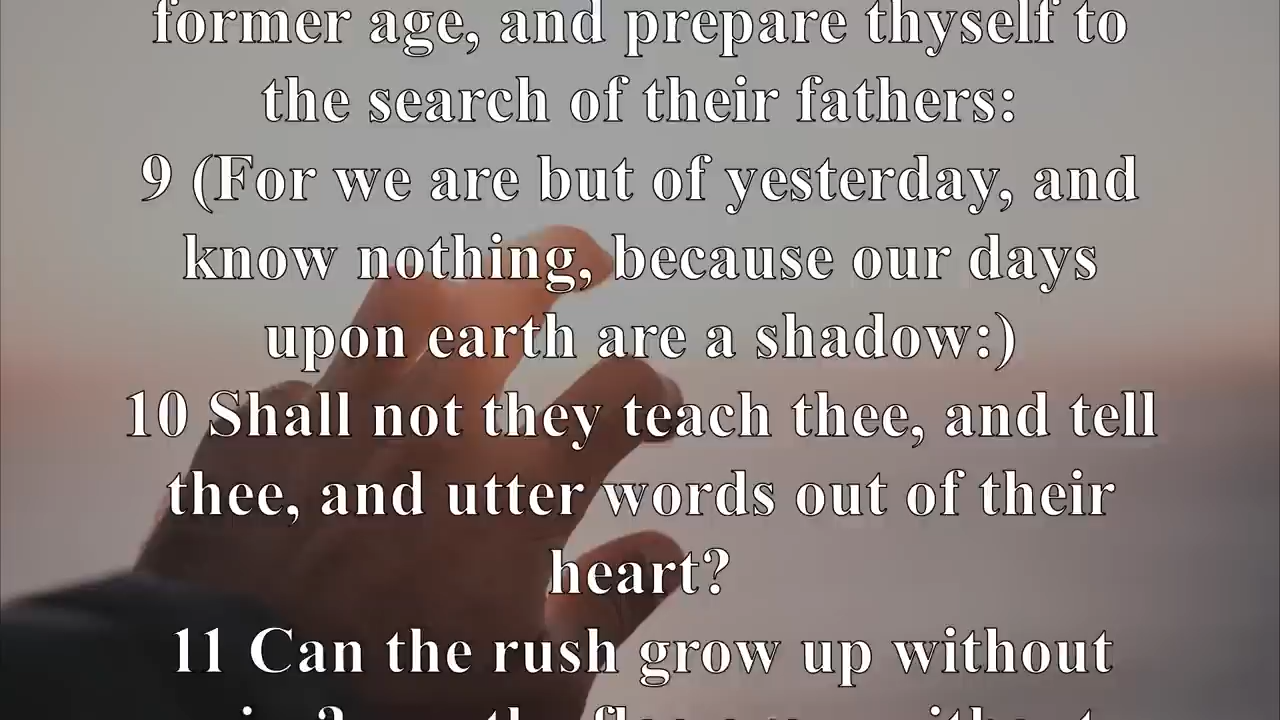 former age, and prepare thyself to
the search of their fathers:
9 (For we are but of yesterday, and
know nothing, because our days
upon earth are a shadow:)
10 Shall not they teach thee, and tell
thee, and utter words out of their
heart?
11 Can the rush grow up without